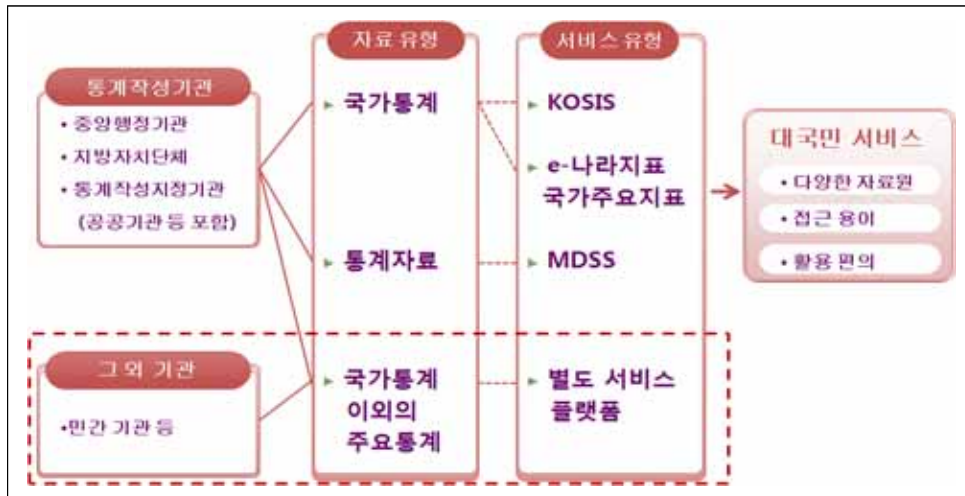 통계작성기관
• 중앙행정기관
• 지방자치단체
• 통계작성지정기관
(공공기관 등 포함)
그 외 기관
•민간 기관 등
자료 유형
► 국가통계
► 통계자료
► 국가통계
이외의
주요통계
서비스 유형
► KOSIS
► e-나라지표
국가주요지표
► MDSS
► 별도 서비스
플랫폼
대국민 서비스
• 다양한 자료원
• 접근 용이
• 활용 편의